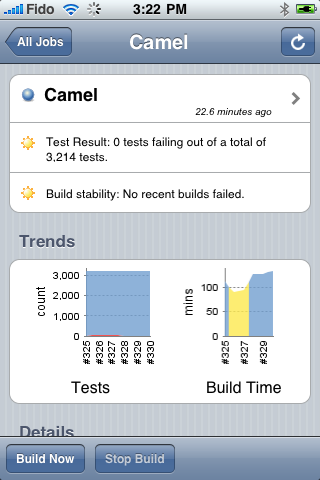 Fido 3:22 PM
All Jobs Camel
Camel
22.6 minutes ago
Test Result: 0 tests failing out of a total of
3,214 tests.
Build stability: No recent builds failed.
Trends
count
3,000
2,000
1,000
0
#325
#326
#327
#328
#329
#330
Tests
mins
100
50
0
#325
#327
#329
Build Time
Details
Build Now Stop Build